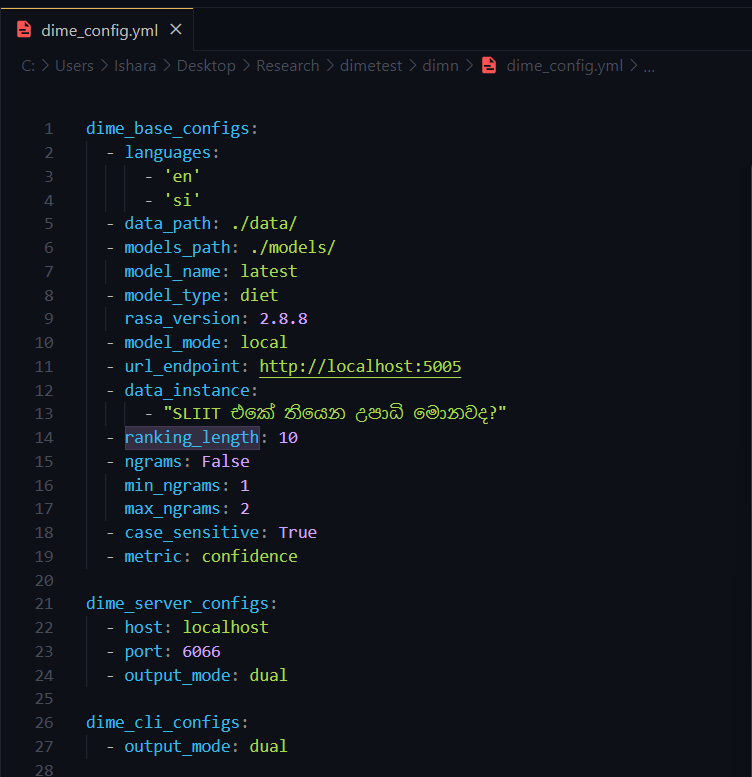 dime_config.yml ×
C: > Users > Ishara > Desktop > Research > dimetest > dimn > dime_config.yml > ...
1 dime_base_configs:
2 - languages:
3 - 'en'
4 - 'si'
5 - data_path: ./data/
6 - models_path: ./models/
7 model_name: latest
8 - model_type: diet
9 rasa_version: 2.8.8
10 - model_mode: local
11 - url_endpoint: http://localhost:5005
12 - data_instance:
13 - "SLIIT එකේ තියෙන උපාධි මොනවද?"
14 - ranking_length: 10
15 - ngrams: False
16 min_ngrams: 1
17 max_ngrams: 2
18 - case_sensitive: True
19 - metric: confidence
20
21 dime_server_configs:
22 - host: localhost
23 - port: 6066
24 - output_mode: dual
25
26 dime_cli_configs:
27 - output_mode: dual
28